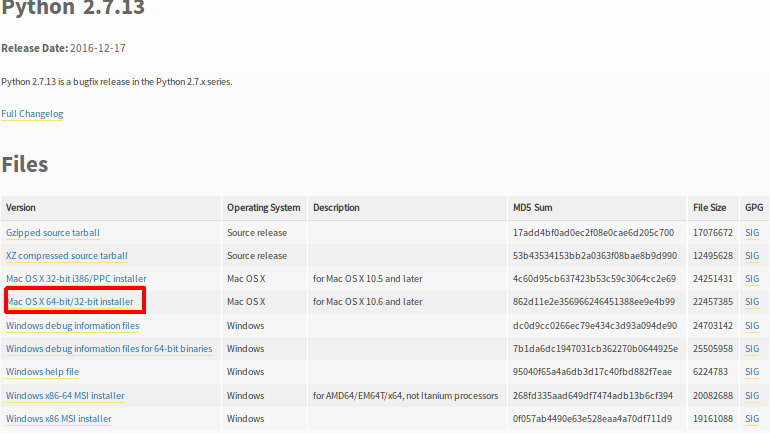 Python 2.7.13
Release Date: 2016-12-17
Python 2.7.13 is a bugfix release in the Python 2.7.x series.
Full Changelog
Files
Version Operating System Description MD5 Sum File Size GPG
Gzipped source tarball Source release 17add4bf0ad0ec2f08e0cae6d205c700 17076672 SIG
XZ compressed source tarball Source release 53b43534153bb2a0363f08bae8b9d990 12495628 SIG
Mac OS X 32-bit i386/PPC installer Mac OS X for Mac OS X 10.5 and later 4c60d95cb637423b53c59c3064cc2e69 24251431 SIG
Mac OS X 64-bit/32-bit installer Mac OS X for Mac OS X 10.6 and later 862d11e2e356966246451388ee9e4b99 22457385 SIG
Windows debug information files Windows dc0d9cc0266ec79e434c3d93a094de90 24703142 SIG
Windows debug information files for 64-bit binaries Windows 7b1da6dc1947031cb362270b0644925e 25505958 SIG
Windows help file Windows 95040f65a4a6db3d17c40fbd882f7eae 6224783 SIG
Windows x86-64 MSI installer Windows for AMD64/EM64T/x64, not Itanium processors 268fd335aad649df7474adb13b6cf394 20082688 SIG
Windows x86 MSI installer Windows 0f057ab4490e63e528eaa4a70df711d9 19161088 SIG